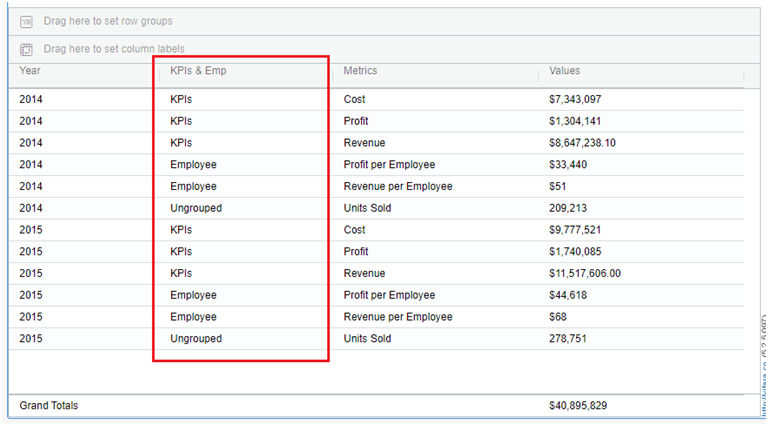 Drag here to set row groups
Drag here to set column labels
Year KPIs & Emp Metrics Values
2014 KPIs Cost $7,343,097
2014 KPIs Profit $1,304,141
2014 KPIs Revenue $8,647,238.10
2014 Employee Profit per Employee $33,440
2014 Employee Revenue per Employee $51
2014 Ungrouped Units Sold 209,213
2015 KPIs Cost $9,777,521
2015 KPIs Profit $1,740,085
2015 KPIs Revenue $11,517,606.00
2015 Employee Profit per Employee $44,618
2015 Employee Revenue per Employee $68
2015 Ungrouped Units Sold 278,751
Grand Totals $40,895,829